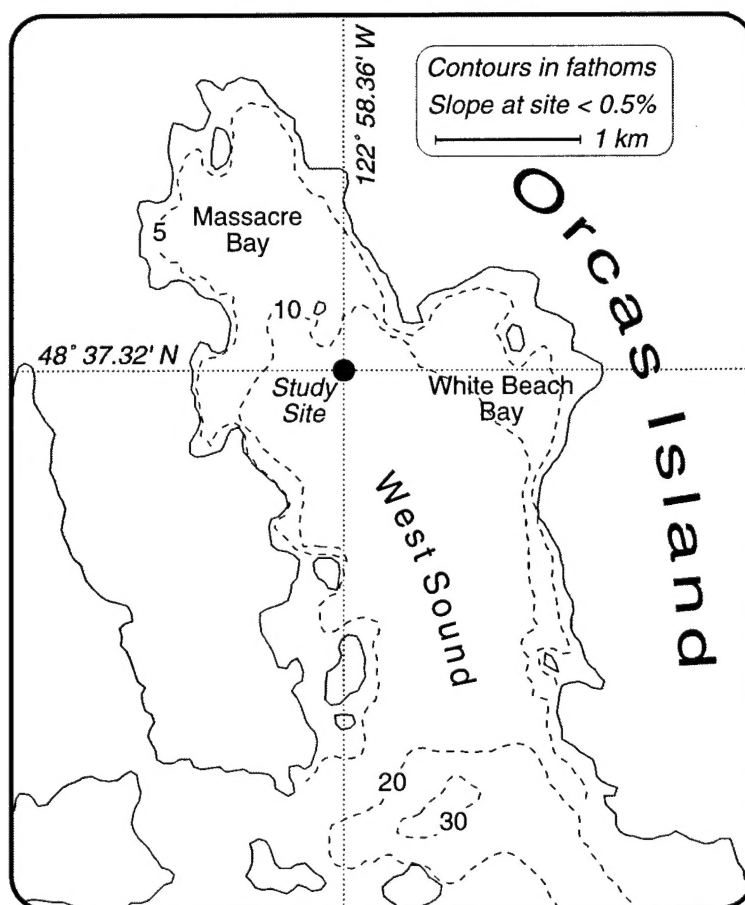 122° 58.36' W
Contours in fathoms
Slope at site < 0.5%
1 km
Orcas Island
Massacre
Bay
5
10
48° 37.32' N
Study
Site
White Beach
Bay
West Sound
20
30